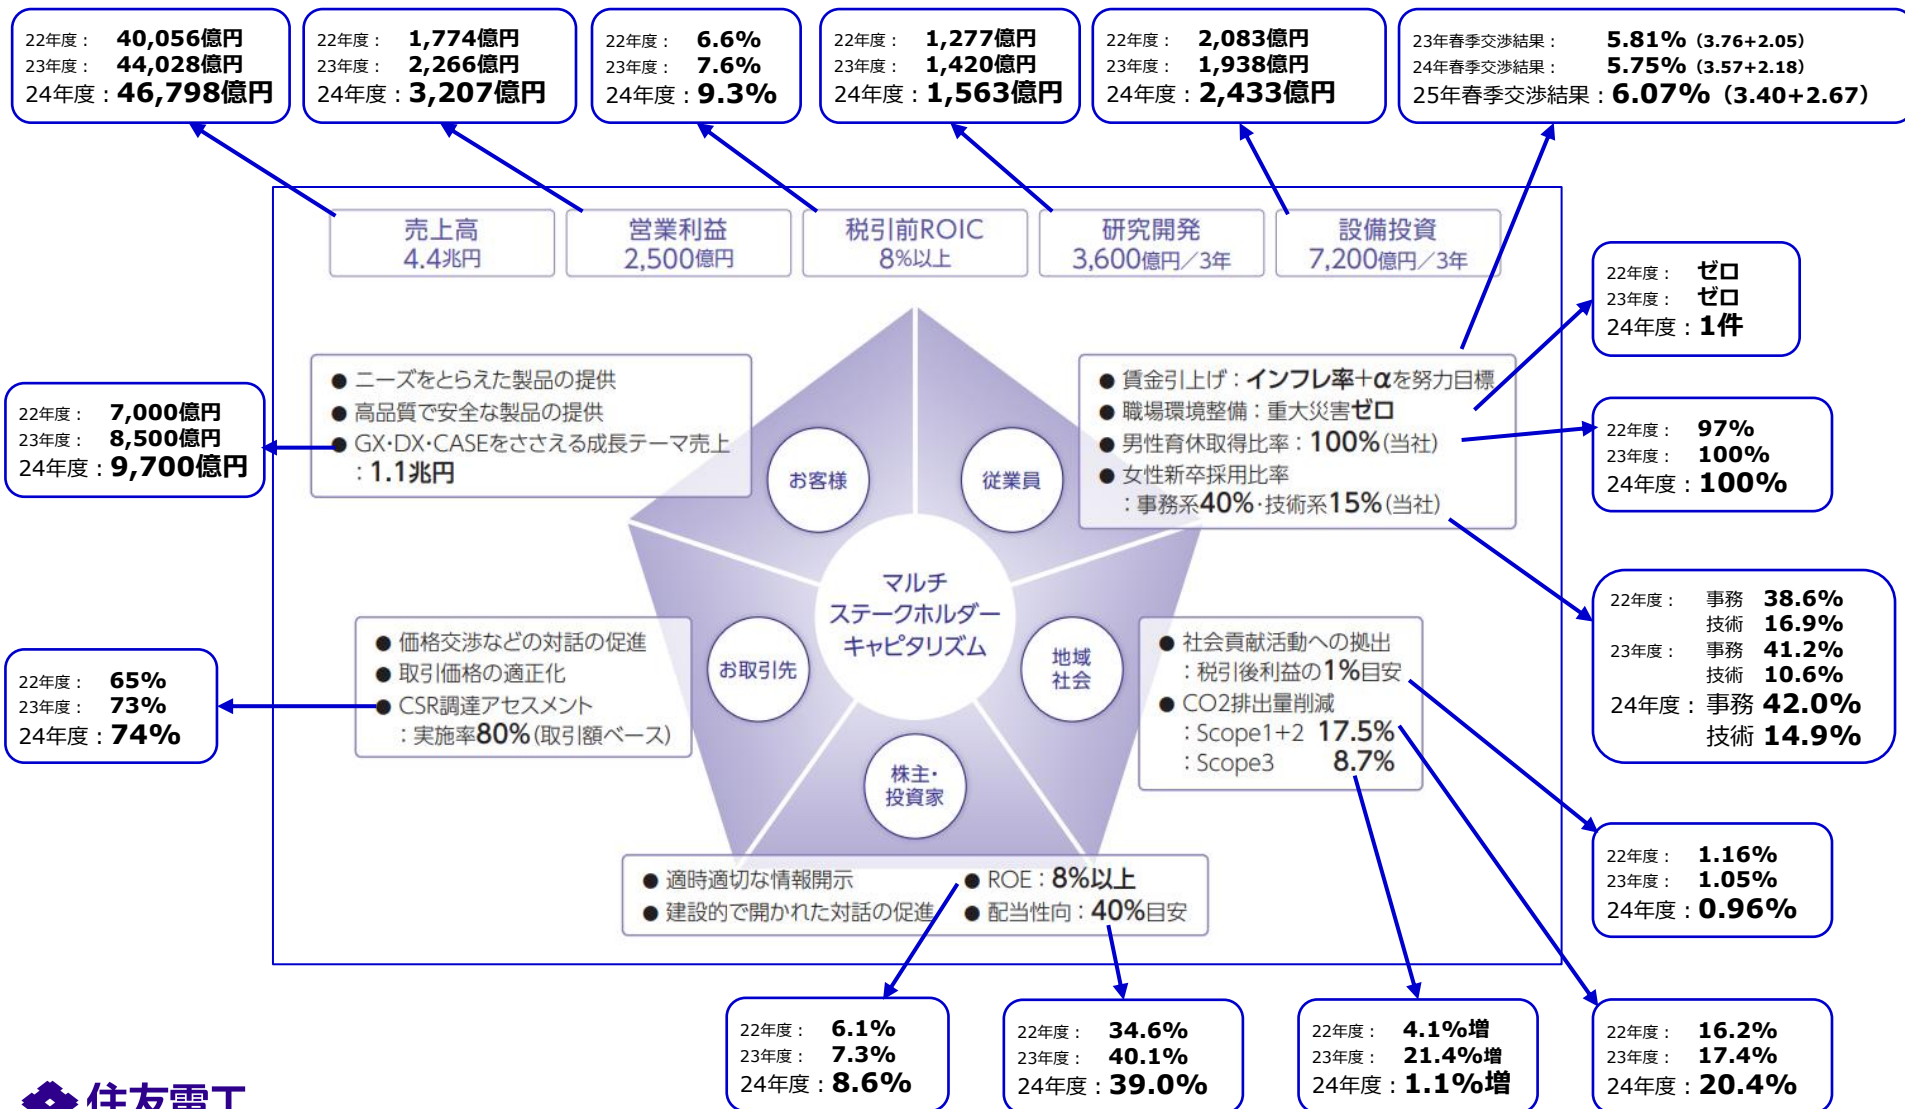 22年度： 40,056億円
23年度： 44,028億円
24年度：46,798億円
22年度： 1,774億円
23年度： 2,266億円
24年度：3,207億円
22年度： 6.6%
23年度： 7.6%
24年度：9.3%
22年度： 1,277億円
23年度： 1,420億円
24年度：1,563億円
22年度： 2,083億円
23年度： 1,938億円
24年度：2,433億円
23年春季交渉結果： 5.81%（3.76+2.05）
24年春季交渉結果： 5.75%（3.57+2.18）
25年春季交渉結果：6.07%（3.40+2.67）
売上高
4.4兆円
営業利益
2,500億円
税引前ROIC
8%以上
研究開発
3,600億円／3年
設備投資
7,200億円／3年
22年度： ゼロ
23年度： ゼロ
24年度：1件
● ニーズをとらえた製品の提供
● 高品質で安全な製品の提供
● GX・DX・CASEをささえる成長テーマ売上
：1.1兆円
● 賃金引上げ：インフレ率+αを努力目標
● 職場環境整備：重大災害ゼロ
● 男性育休取得比率：100%(当社)
● 女性新卒採用比率
：事務系40%・技術系15%(当社)
22年度： 7,000億円
23年度： 8,500億円
24年度：9,700億円
22年度： 97%
23年度： 100%
24年度：100%
お客様
従業員
マルチ
ステークホルダー
キャピタリズム
お取引先
地域
社会
株主・
投資家
22年度： 事務 38.6%
技術 16.9%
23年度： 事務 41.2%
技術 10.6%
24年度：事務 42.0%
技術 14.9%
● 価格交渉などの対話の促進
● 取引価格の適正化
● CSR調達アセスメント
：実施率80%(取引額ベース)
● 社会貢献活動への拠出
：税引後利益の1%目安
● CO2排出量削減
：Scope1+2 17.5%
：Scope3 8.7%
22年度： 65%
23年度： 73%
24年度：74%
● 適時適切な情報開示
● 建設的で開かれた対話の促進
● ROE：8%以上
● 配当性向：40%目安
22年度： 1.16%
23年度： 1.05%
24年度：0.96%
22年度： 6.1%
23年度： 7.3%
24年度：8.6%
22年度： 34.6%
23年度： 40.1%
24年度：39.0%
22年度： 4.1%増
23年度： 21.4%増
24年度：1.1%増
22年度： 16.2%
23年度： 17.4%
24年度：20.4%
住友電工